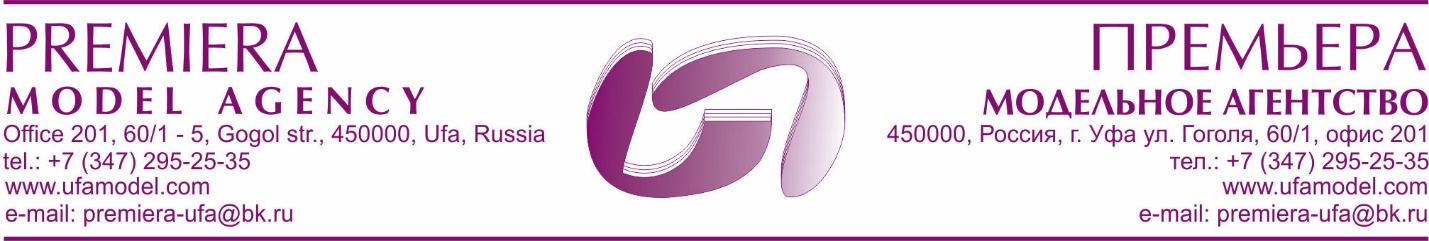 PREMIERA
MODEL AGENCY
Office 201, 60/1 - 5, Gogol str., 450000, Ufa, Russia
tel.: +7 (347) 295-25-35
www.ufamodel.com
e-mail: premiera-ufa@bk.ru
ПРЕМЬЕРА
МОДЕЛЬНОЕ АГЕНТСТВО
450000, Россия, г. Уфа ул. Гоголя, 60/1, офис 201
тел.: +7 (347) 295-25-35
www.ufamodel.com
e-mail: premiera-ufa@bk.ru